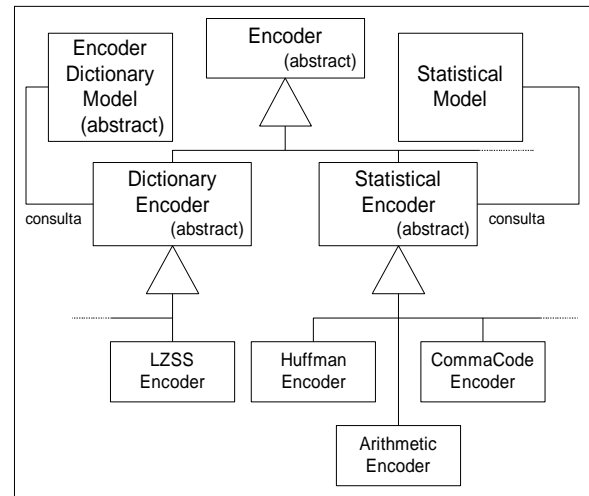 Encoder
Dictionary
Model
(abstract)
Encoder
(abstract)
Statistical
Model
Dictionary
Encoder
(abstract)
Statistical
Encoder
(abstract)
consulta
consulta
LZSS
Encoder
Huffman
Encoder
CommaCode
Encoder
Arithmetic
Encoder